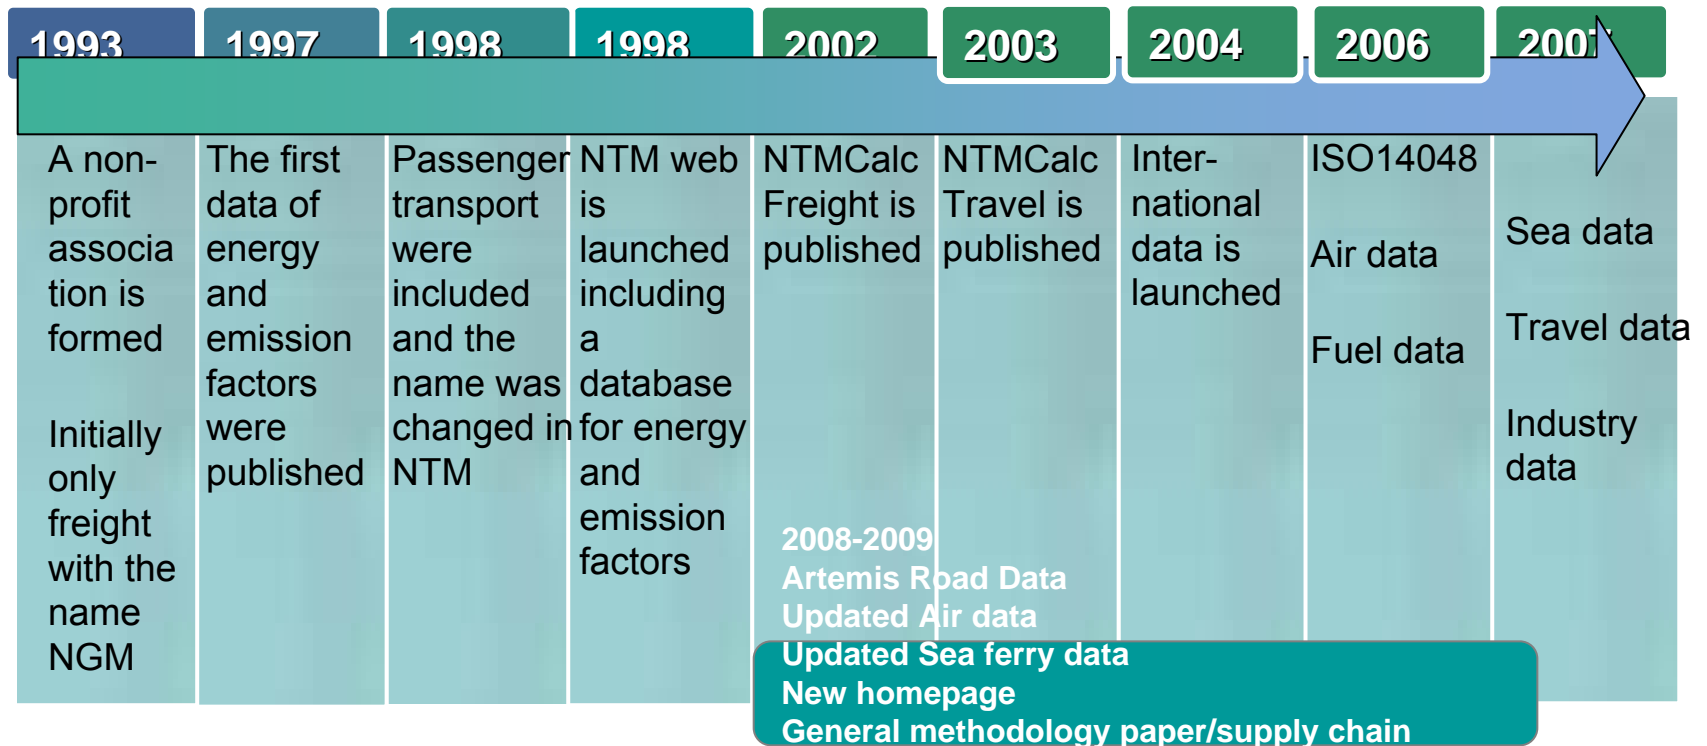 1993
1997
1998
1998
2002
2003
2004
2006
2007
A non-
profit
associa
tion is
formed
Initially
only
freight
with the
name
NGM
The first
data of
energy
and
emission
factors
were
published
Passenger
transport
were
included
and the
name was
changed in
NTM
NTM web
is
launched
including
a
database
for energy
and
emission
factors
NTMCalc
Freight is
published
NTMCalc
Travel is
published
Inter-
national
data is
launched
ISO14048
Air data
Fuel data
Sea data
Travel data
Industry
data
2008-2009
Artemis Road Data
Updated Air data
Updated Sea ferry data
New homepage
General methodology paper/supply chain